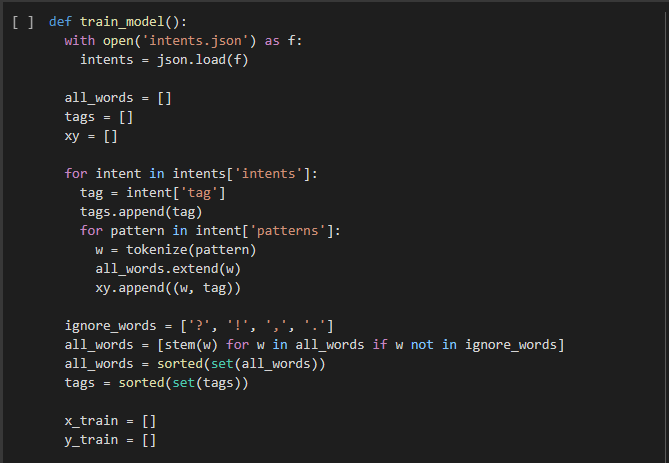 [ ] def train_model():
  with open('intents.json') as f:
    intents = json.load(f)

  all_words = []
  tags = []
  xy = []

  for intent in intents['intents']:
    tag = intent['tag']
    tags.append(tag)
    for pattern in intent['patterns']:
      w = tokenize(pattern)
      all_words.extend(w)
      xy.append((w, tag))

  ignore_words = ['?', '!', ',', '.']
  all_words = [stem(w) for w in all_words if w not in ignore_words]
  all_words = sorted(set(all_words))
  tags = sorted(set(tags))

  x_train = []
  y_train = []